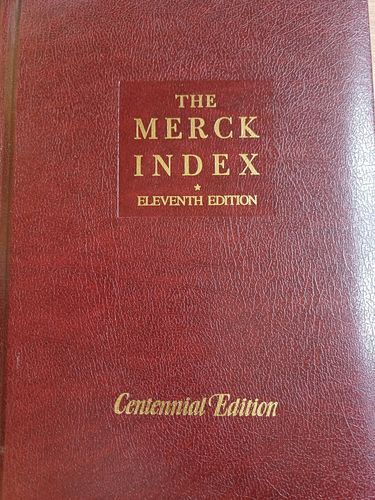 THE
MERCK
INDEX
★
ELEVENTH EDITION
Centennial Edition